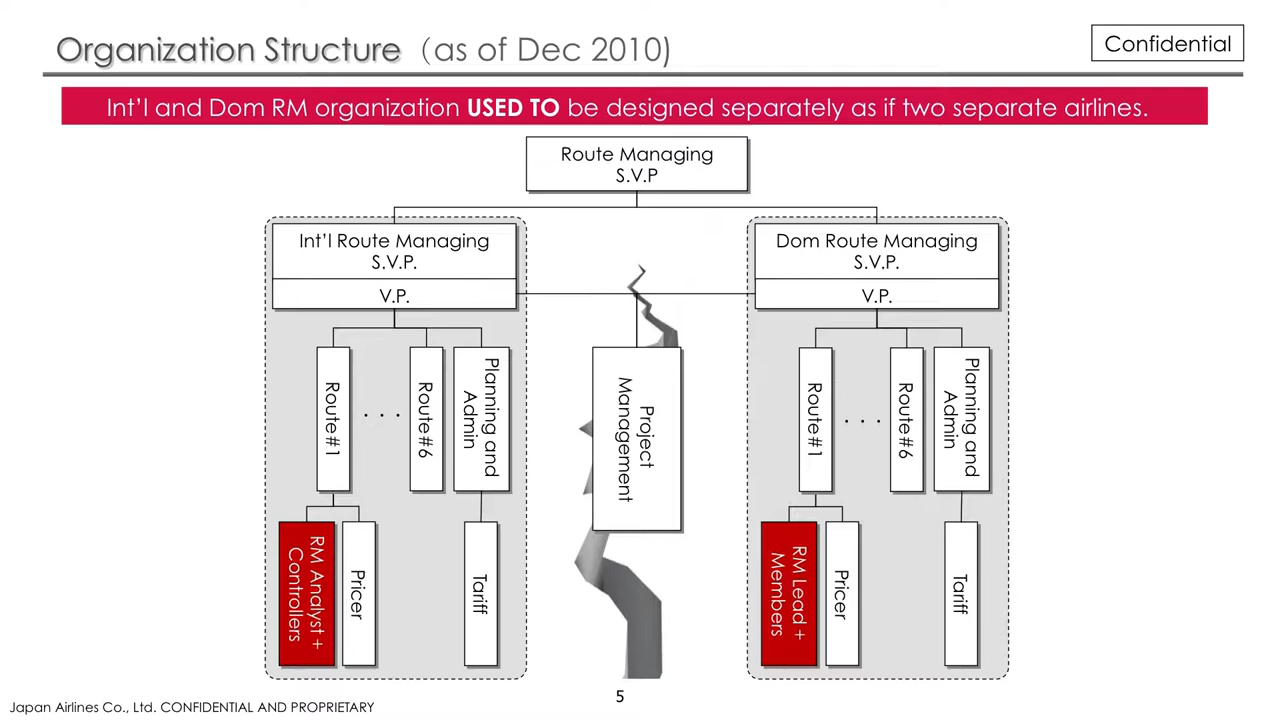 Organization Structure（as of Dec 2010)
Confidential
Int'l and Dom RM organization USED TO be designed separately as if two separate airlines.
Route Managing
S.V.P
Int'l Route Managing
S.V.P.
V.P.
Dom Route Managing
S.V.P.
V.P.
Route#1
. . .
Route#6
Planning and
Admin
Project
Management
Route#1
. . .
Route#6
Planning and
Admin
RM Analyst +
Controllers
Pricer
Tariff
RM Lead +
Members
Pricer
Tariff
5
Japan Airlines Co., Ltd. CONFIDENTIAL AND PROPRIETARY